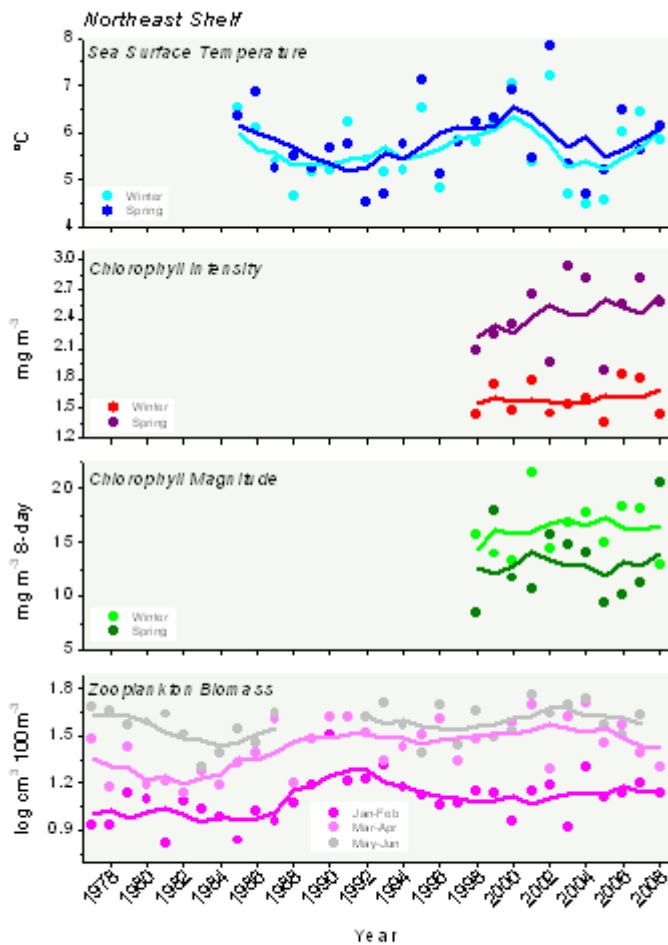 Northeast Shelf
Sea Surface Temperature
8
7
6
5
4
ºC
Winter
Spring
Chlorophyll Intensity
3.0
2.7
2.4
2.1
1.8
1.5
1.2
mg m-3
Winter
Spring
Chlorophyll Magnitude
20
15
10
5
mg m-3 8-day
Winter
Spring
Zooplankton Biomass
1.8
1.5
1.2
0.9
log cm3 100m-3
Jan-Feb
Mar-Apr
May-Jun
1978 1980 1982 1984 1986 1988 1990 1992 1994 1996 1998 2000 2002 2004 2006 2008
Year